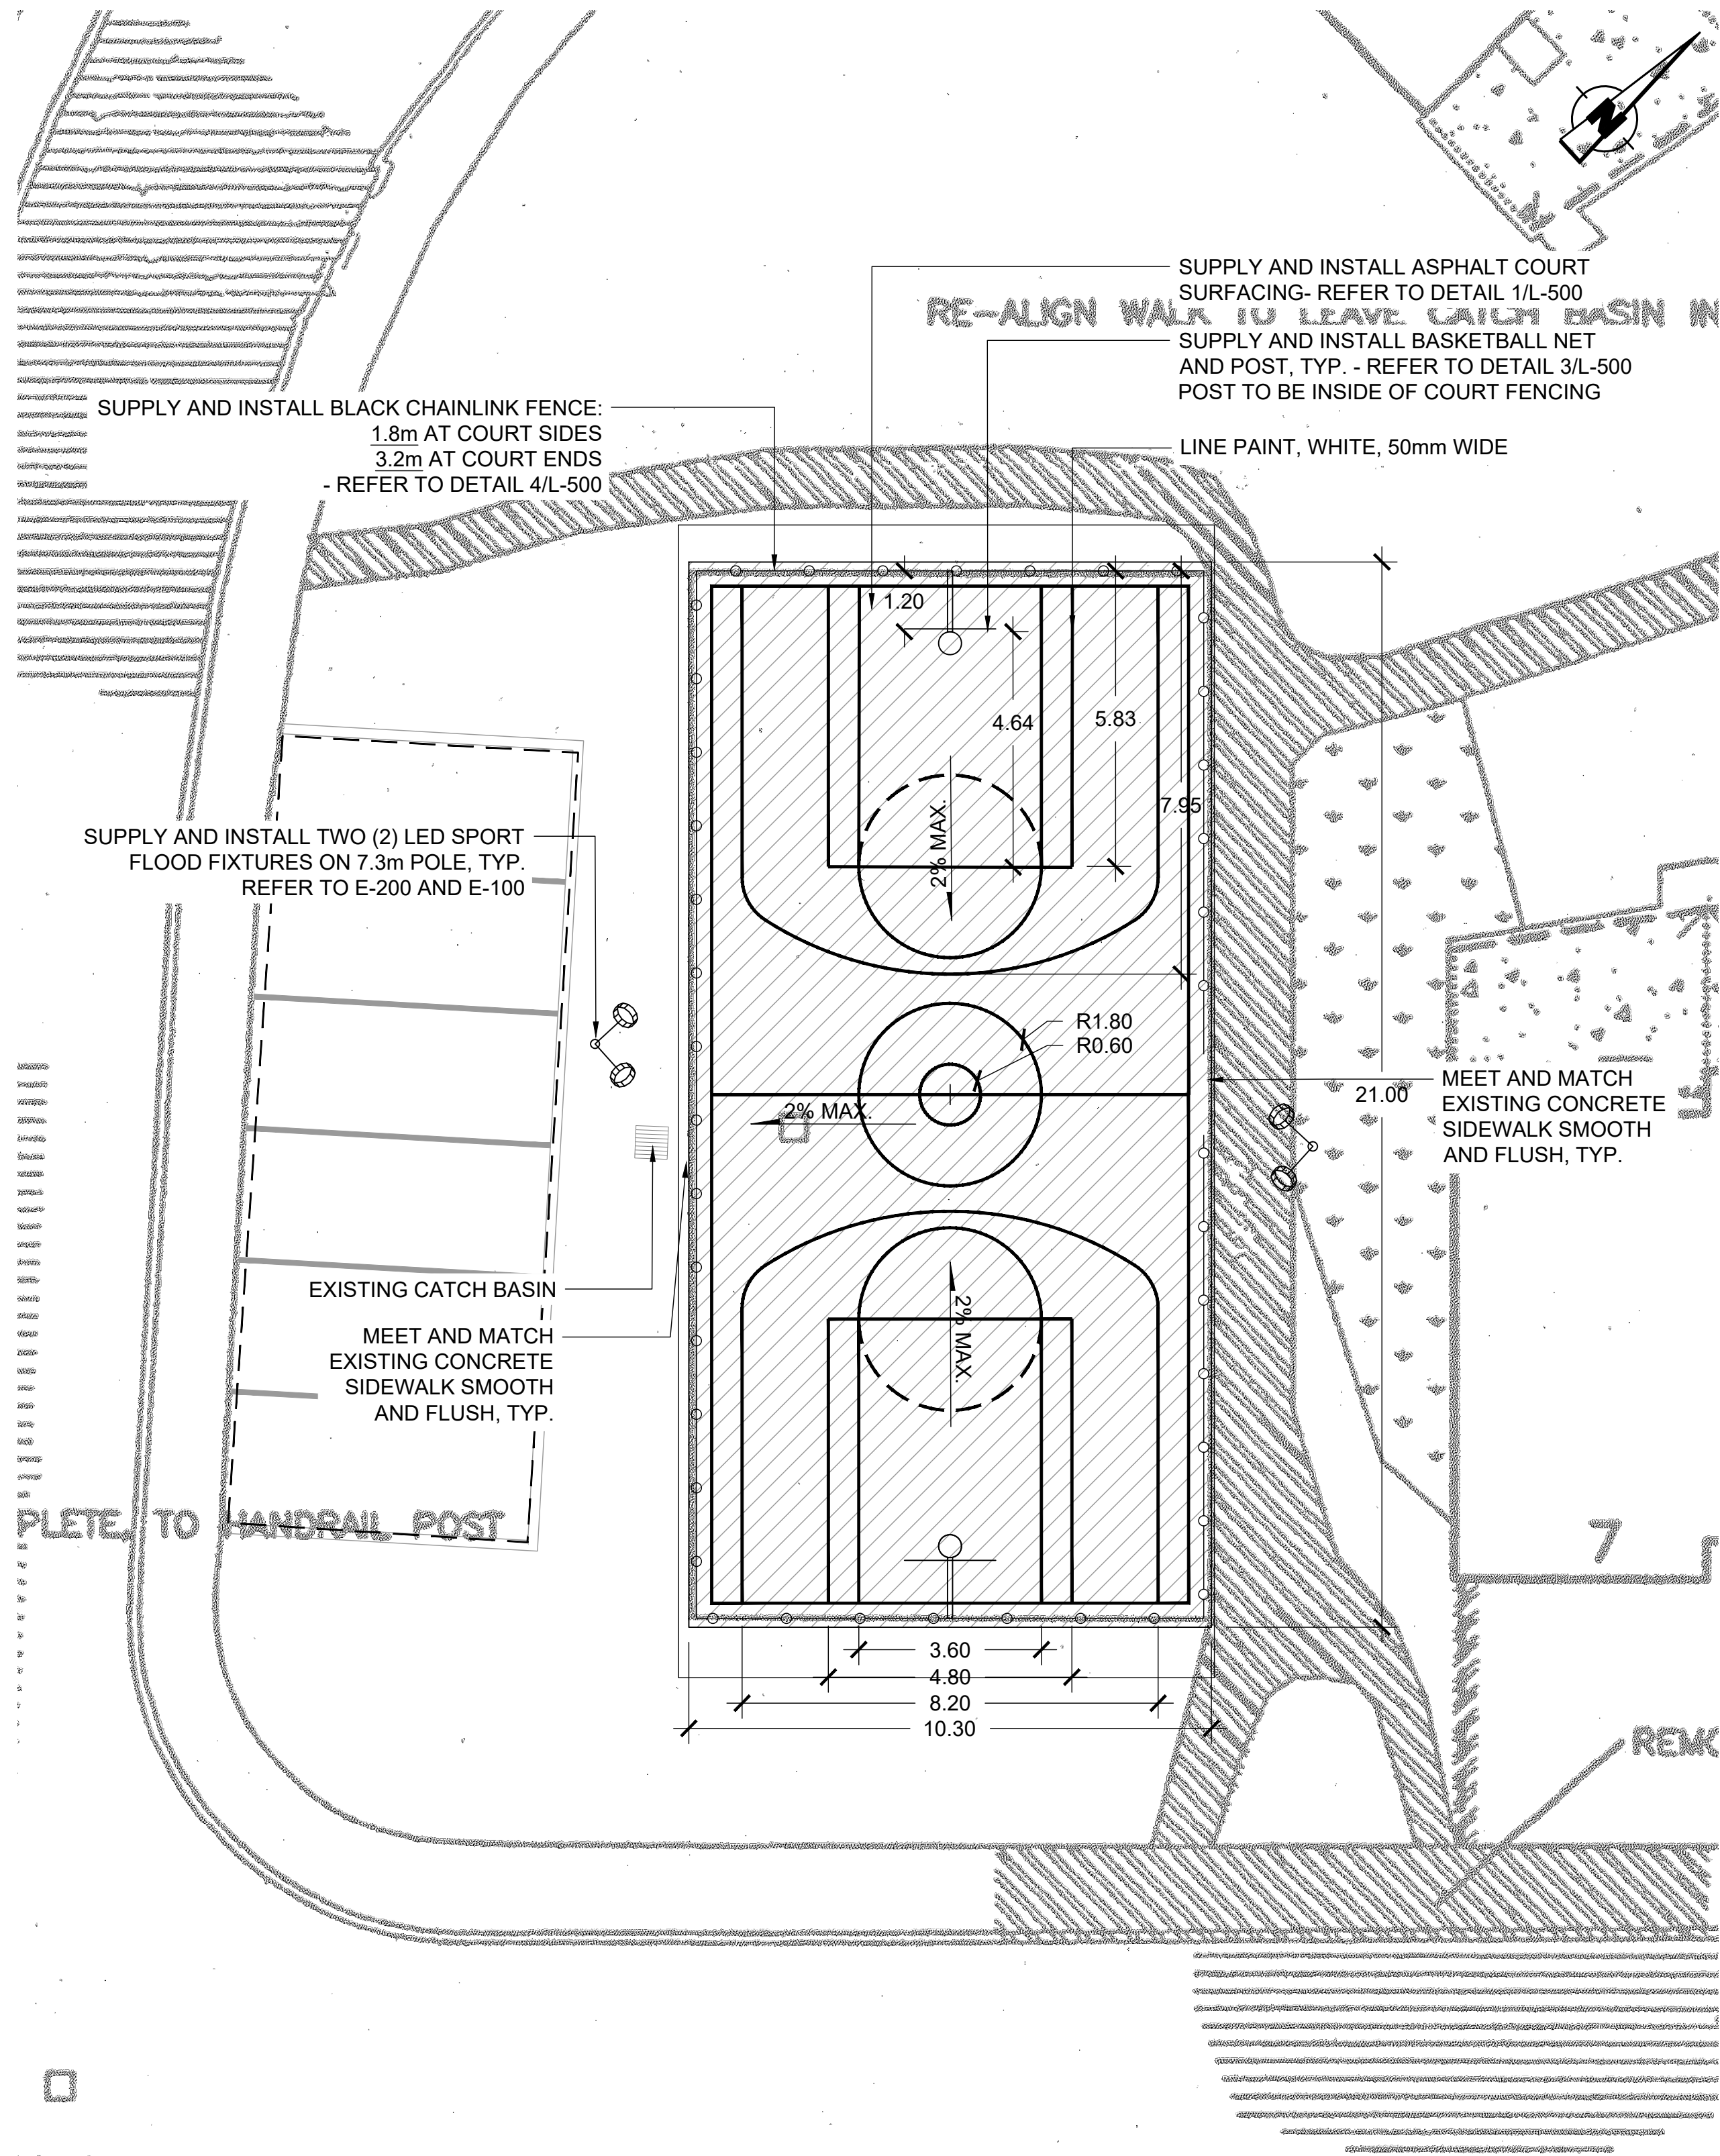 N
SUPPLY AND INSTALL ASPHALT COURT
SURFACING- REFER TO DETAIL 1/L-500
RE-ALIGN WALK TO LEAVE CATCH BASIN IN
SUPPLY AND INSTALL BASKETBALL NET
AND POST, TYP. - REFER TO DETAIL 3/L-500
POST TO BE INSIDE OF COURT FENCING
SUPPLY AND INSTALL BLACK CHAINLINK FENCE:
1.8m AT COURT SIDES
3.2m AT COURT ENDS
- REFER TO DETAIL 4/L-500
LINE PAINT, WHITE, 50mm WIDE
1.20
4.64
5.83
7.95
2% MAX.
SUPPLY AND INSTALL TWO (2) LED SPORT
FLOOD FIXTURES ON 7.3m POLE, TYP.
REFER TO E-200 AND E-100
R1.80
R0.60
2% MAX.
21.00
MEET AND MATCH
EXISTING CONCRETE
SIDEWALK SMOOTH
AND FLUSH, TYP.
EXISTING CATCH BASIN
MEET AND MATCH
EXISTING CONCRETE
SIDEWALK SMOOTH
AND FLUSH, TYP.
2% MAX.
PLETE TO HANDRAIL POST
7
3.60
4.80
8.20
10.30
REMO